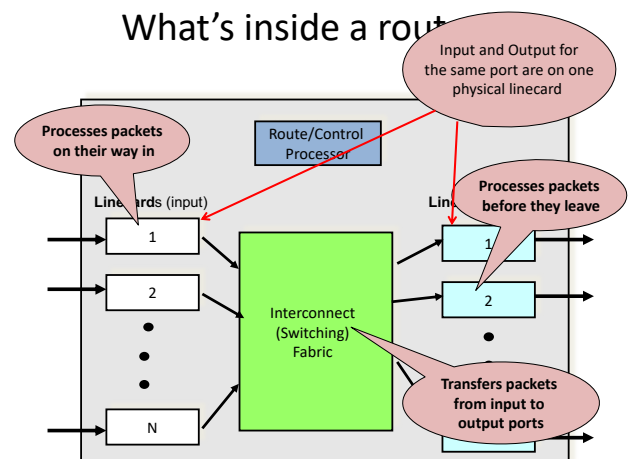 What's inside a rout
Input and Output for
the same port are on one
physical linecard
Processes packets
on their way in
Route/Control
Processor
Processes packets
before they leave
Linecards (input)
1
1
2
2
Interconnect
(Switching)
Fabric
Transfers packets
from input to
output ports
N